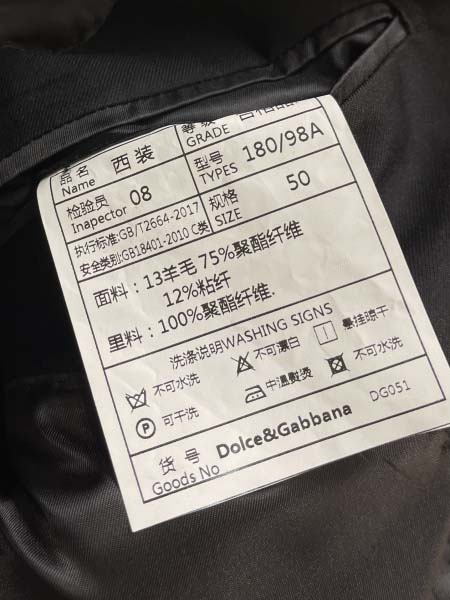 等级
GRADE 合格品
品名
Name 西装
型号
TYPES 180/98A
检验员
Inapector 08
规格
SIZE 50
执行标准:GB/T2664-2017
安全类别:GB18401-2010 C类
面料：13羊毛 75%聚酯纤维
12%粘纤
里料：100%聚酯纤维.
洗涤说明WASHING SIGNS
不可水洗 不可漂白 悬挂晾干
P 可干洗 中温熨烫 不可水洗
货号
Goods No Dolce&Gabbana DG051